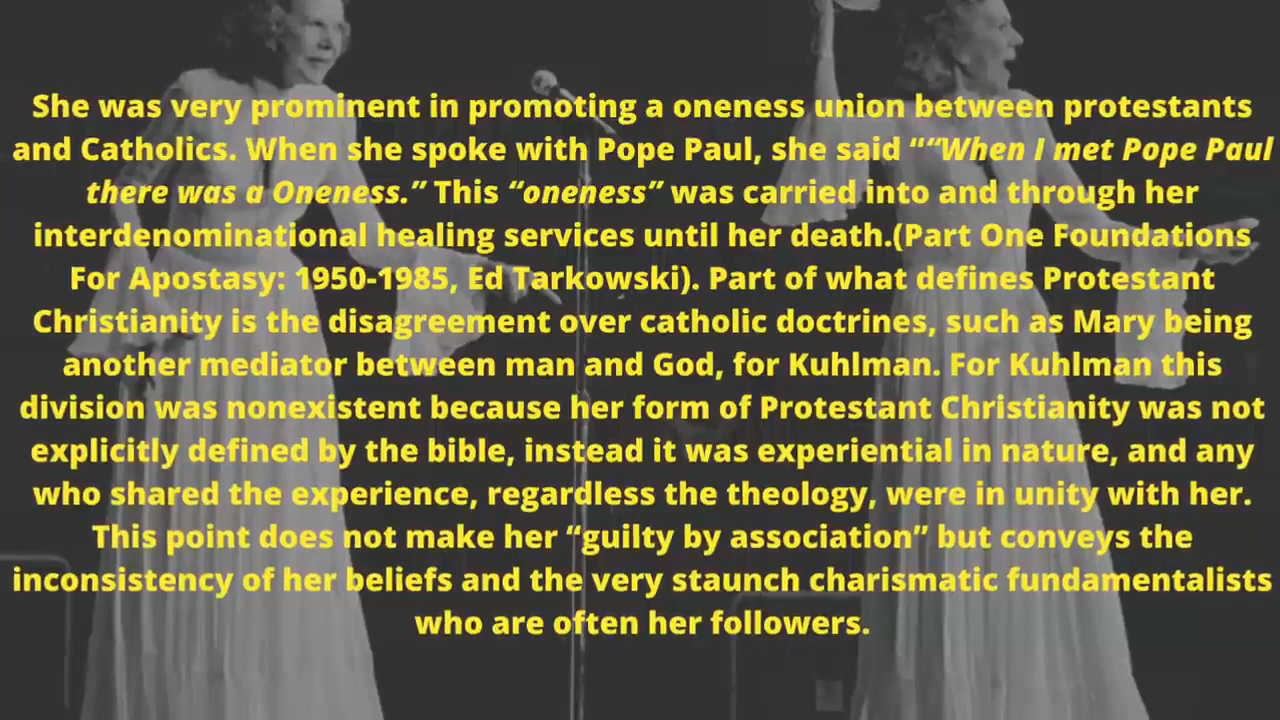 She was very prominent in promoting a oneness union between protestants
and Catholics. When she spoke with Pope Paul, she said "“When I met Pope Paul
there was a Oneness.” This “oneness” was carried into and through her
interdenominational healing services until her death.(Part One Foundations
For Apostasy: 1950-1985, Ed Tarkowski). Part of what defines Protestant
Christianity is the disagreement over catholic doctrines, such as Mary being
another mediator between man and God, for Kuhlman. For Kuhlman this
division was nonexistent because her form of Protestant Christianity was not
explicitly defined by the bible, instead it was experiential in nature, and any
who shared the experience, regardless the theology, were in unity with her.
This point does not make her “guilty by association” but conveys the
inconsistency of her beliefs and the very staunch charismatic fundamentalists
who are often her followers.